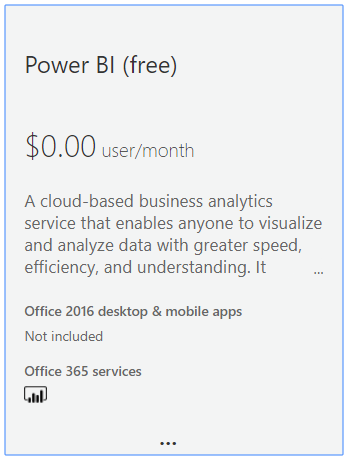 Power BI (free)
$0.00 user/month
A cloud-based business analytics
service that enables anyone to visualize
and analyze data with greater speed,
efficiency, and understanding. It ...
Office 2016 desktop & mobile apps
Not included
Office 365 services
...